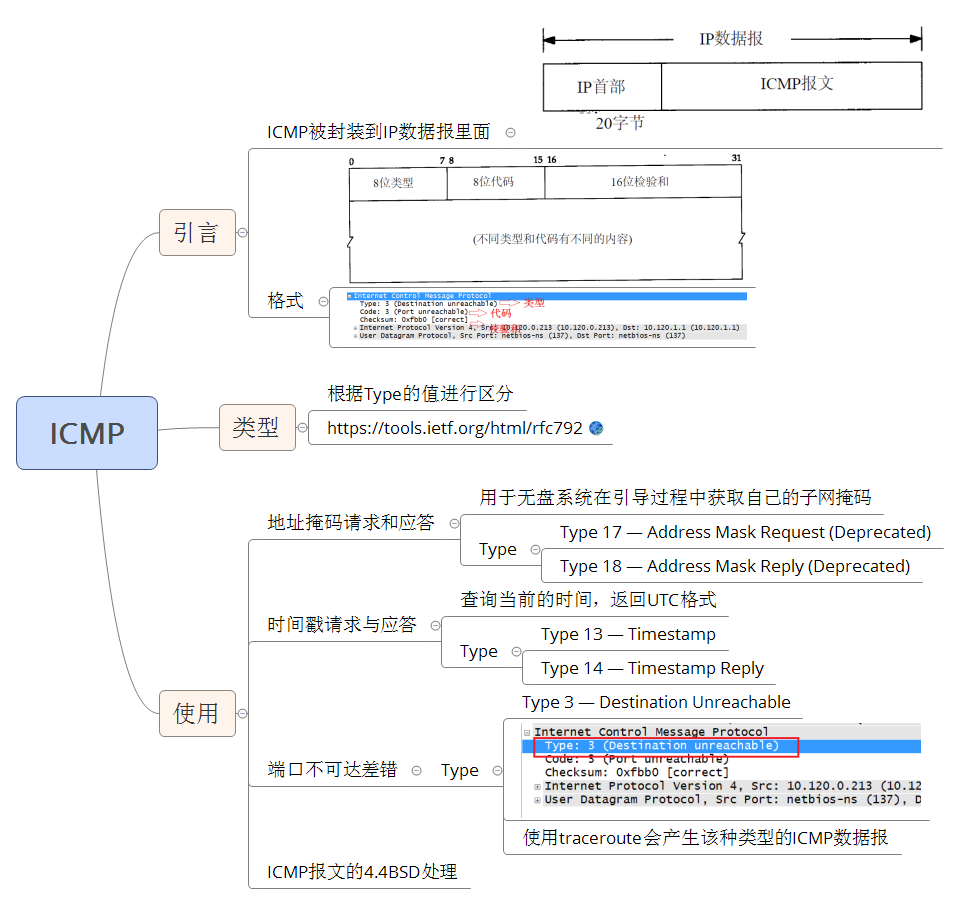 IP数据报
IP首部
ICMP报文
20字节
ICMP被封装到IP数据报里面
0 7 8 15 16 31
8位类型 8位代码 16位检验和
(不同类型和代码有不同的内容)
引言
格式
Internet Control Message Protocol
Type: 3 (Destination unreachable) 类型
Code: 3 (Port unreachable) 代码
Checksum: 0xfbb0 [correct]
Internet Protocol Version 4, Src: 10.120.0.213 (10.120.0.213), Dst: 10.120.1.1 (10.120.1.1)
User Datagram Protocol, Src Port: netbios-ns (137), Dst Port: netbios-ns (137)
ICMP
类型
根据Type的值进行区分
https://tools.ietf.org/html/rfc792
使用
地址掩码请求和应答
用于无盘系统在引导过程中获取自己的子网掩码
Type
Type 17 — Address Mask Request (Deprecated)
Type 18 — Address Mask Reply (Deprecated)
时间戳请求与应答
查询当前的时间，返回UTC格式
Type
Type 13 — Timestamp
Type 14 — Timestamp Reply
端口不可达差错
Type
Type 3 — Destination Unreachable
Internet Control Message Protocol
Type: 3 (Destination unreachable)
Code: 3 (Port unreachable)
Checksum: 0xfbb0 [correct]
Internet Protocol Version 4, Src: 10.120.0.213 (10.12
User Datagram Protocol, Src Port: netbios-ns (137), D
使用traceroute会产生该种类型的ICMP数据报
ICMP报文的4.4BSD处理